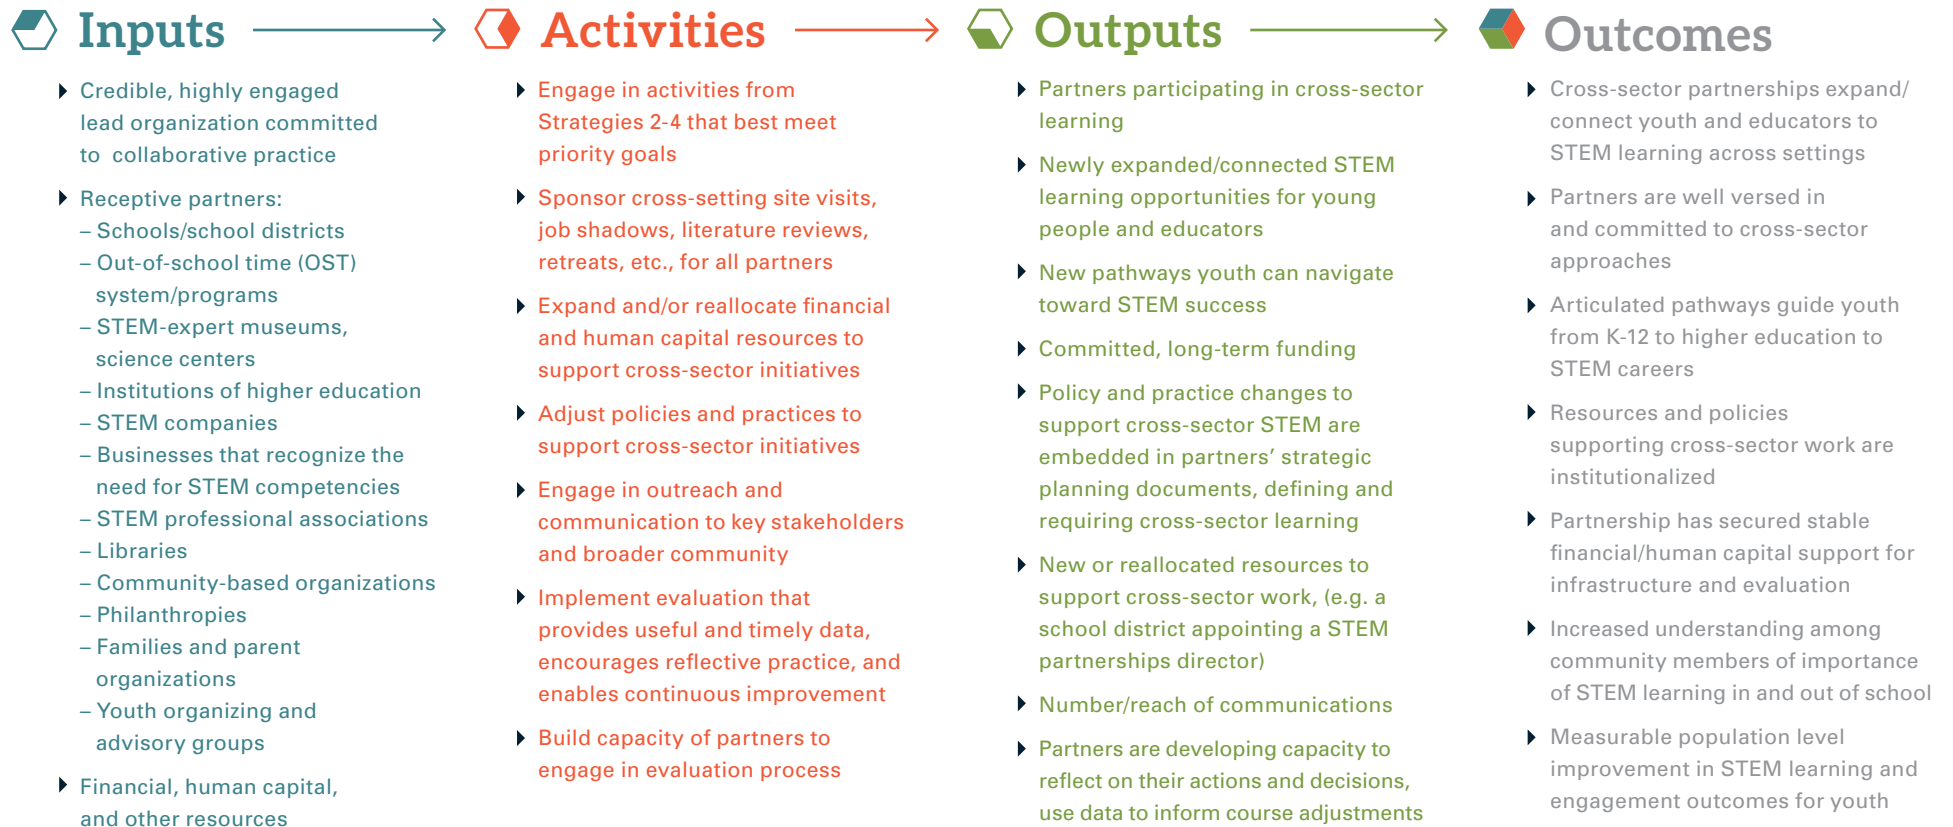 Inputs
Credible, highly engaged
lead organization committed
to collaborative practice
Receptive partners:
– Schools/school districts
– Out-of-school time (OST)
system/programs
– STEM-expert museums,
science centers
– Institutions of higher education
– STEM companies
– Businesses that recognize the
need for STEM competencies
– STEM professional associations
– Libraries
– Community-based organizations
– Philanthropies
– Families and parent
organizations
– Youth organizing and
advisory groups
Financial, human capital,
and other resources
Activities
Engage in activities from
Strategies 2-4 that best meet
priority goals
Sponsor cross-setting site visits,
job shadows, literature reviews,
retreats, etc., for all partners
Expand and/or reallocate financial
and human capital resources to
support cross-sector initiatives
Adjust policies and practices to
support cross-sector initiatives
Engage in outreach and
communication to key stakeholders
and broader community
Implement evaluation that
provides useful and timely data,
encourages reflective practice, and
enables continuous improvement
Build capacity of partners to
engage in evaluation process
Outputs
Partners participating in cross-sector
learning
Newly expanded/connected STEM
learning opportunities for young
people and educators
New pathways youth can navigate
toward STEM success
Committed, long-term funding
Policy and practice changes to
support cross-sector STEM are
embedded in partners’ strategic
planning documents, defining and
requiring cross-sector learning
New or reallocated resources to
support cross-sector work, (e.g. a
school district appointing a STEM
partnerships director)
Number/reach of communications
Partners are developing capacity to
reflect on their actions and decisions,
use data to inform course adjustments
Outcomes
Cross-sector partnerships expand/
connect youth and educators to
STEM learning across settings
Partners are well versed in
and committed to cross-sector
approaches
Articulated pathways guide youth
from K-12 to higher education to
STEM careers
Resources and policies
supporting cross-sector work are
institutionalized
Partnership has secured stable
financial/human capital support for
infrastructure and evaluation
Increased understanding among
community members of importance
of STEM learning in and out of school
Measurable population level
improvement in STEM learning and
engagement outcomes for youth